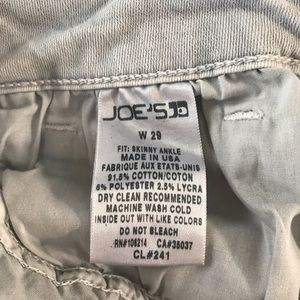 JOE'S
W 29
FIT: SKINNY ANKLE
MADE IN USA
FABRIQUE AUX ETATS-UNIS
91.5% COTTON/COTON
6% POLYESTER 2.5% LYCRA
DRY CLEAN RECOMMENDED
MACHINE WASH COLD
INSIDE OUT WITH LIKE COLORS
DO NOT BLEACH
RN#106214 CA#35037
CL#241